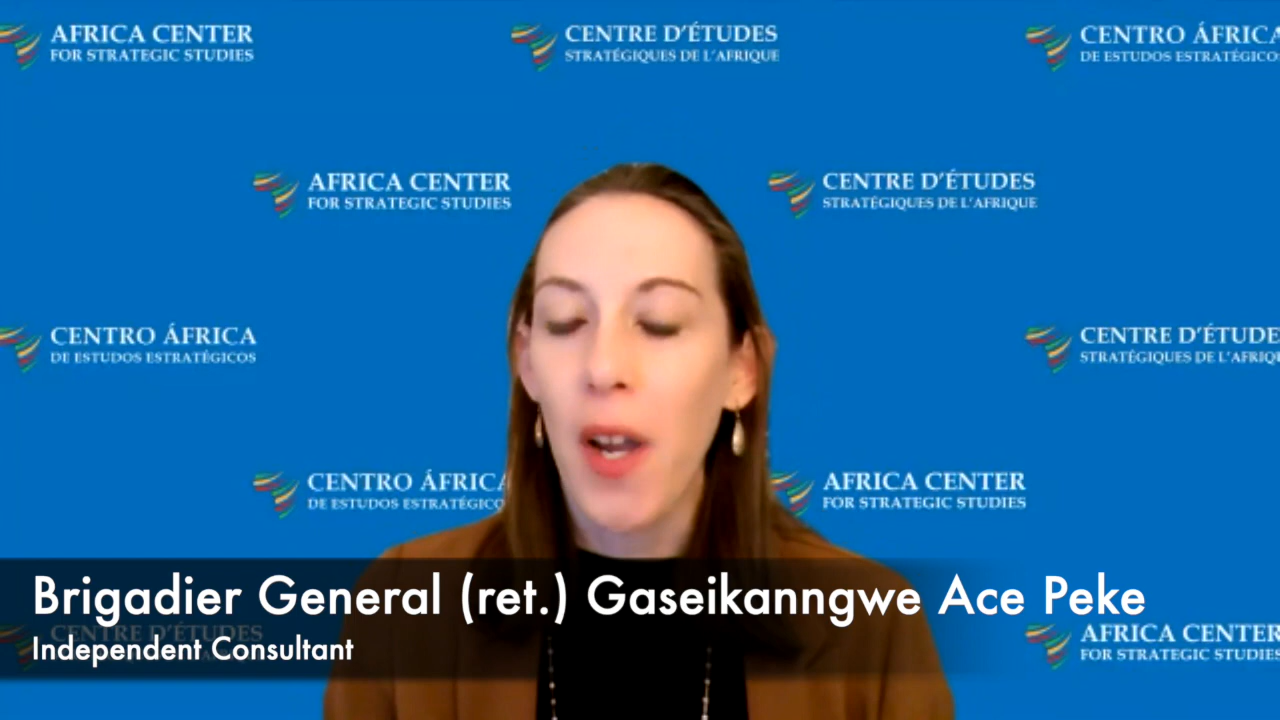 AFRICA CENTER
FOR STRATEGIC STUDIES
CENTRE D'ÉTUDES
STRATÉGIQUES DE L'AFRIQUE
CENTRO ÁFRICA
DE ESTUDOS ESTRATÉGICO
AFRICA CENTER
FOR STRATEGIC STUDIES
CENTRE D'ÉTUDES
STRATÉGIQUES DE L'AFRIQUE
CENTRO ÁFRICA
DE ESTUDOS ESTRATÉGICOS
CENTRE D'ÉTUDE
STRATÉGIQUES DE L'AFRIQU
CENTRO ÁFRICA
DE ESTUDOS ESTRATÉGICO
AFRICA CENTER
FOR STRATEGIC STUDIES
Brigadier General (ret.) Gaseikanngwe Ace Peke
CENTRE D'ÉTUDES
Independent Consultant
AFRICA CENTER
FOR STRATEGIC STUDIES